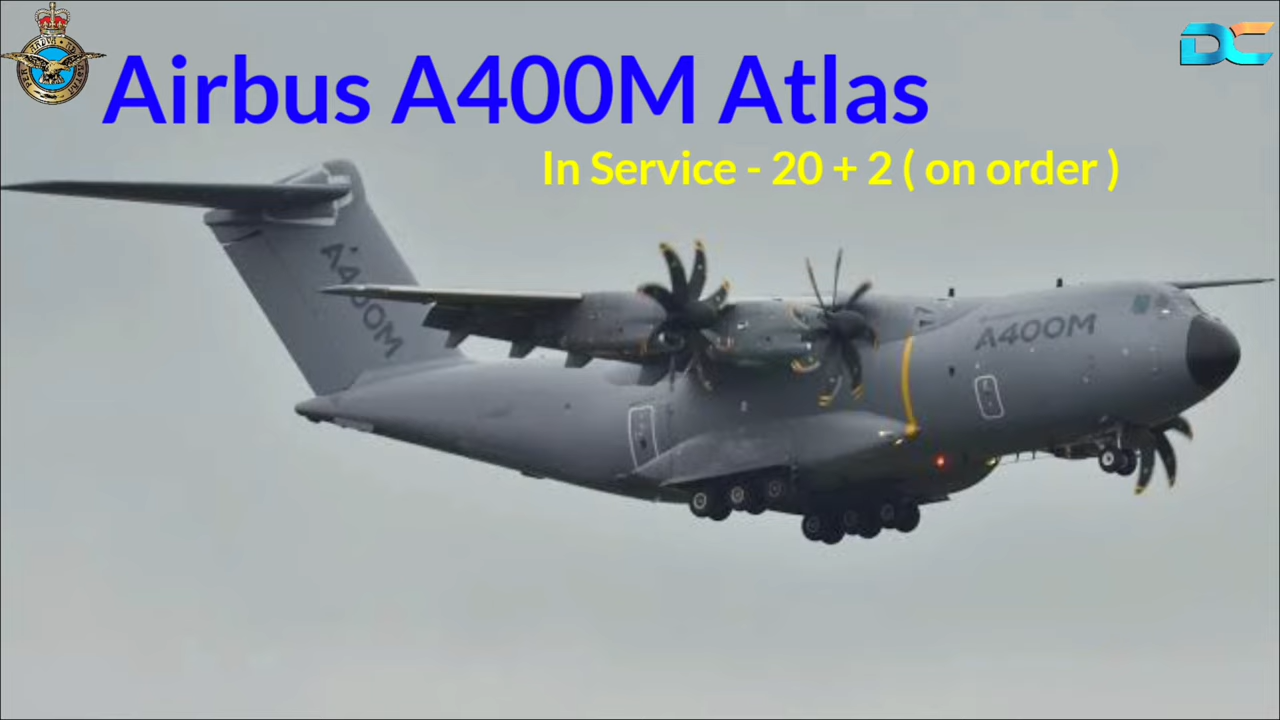 Airbus A400M Atlas
DC
In Service - 20 + 2 ( on order )
A400M
A400M